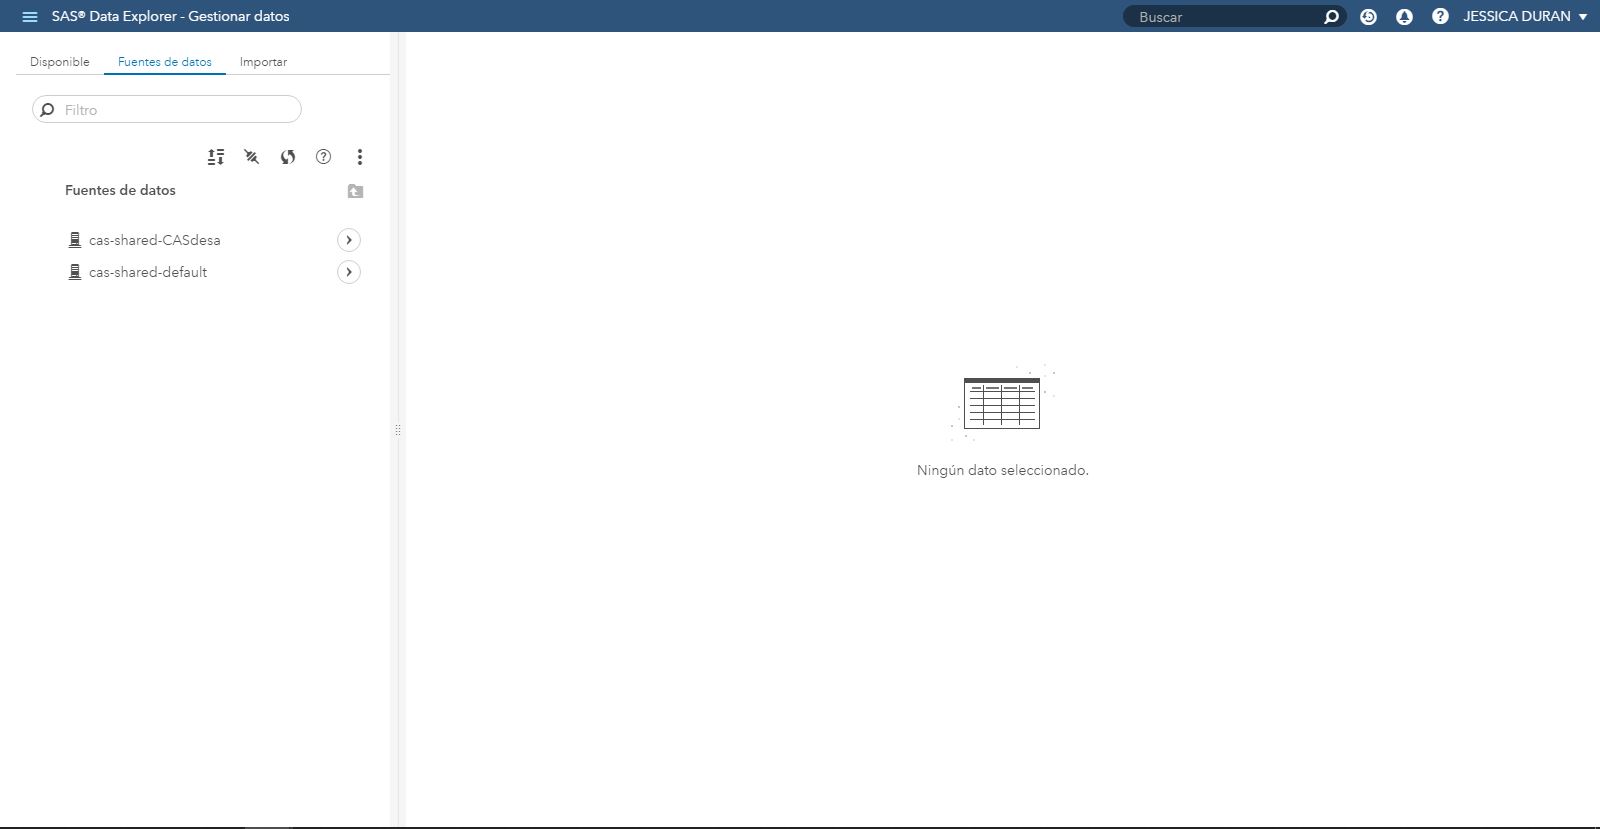 SAS® Data Explorer - Gestionar datos
Buscar
JESSICA DURAN
Disponible
Fuentes de datos
Importar
Filtro
Fuentes de datos
cas-shared-CASdesa
cas-shared-default
Ningún dato seleccionado.